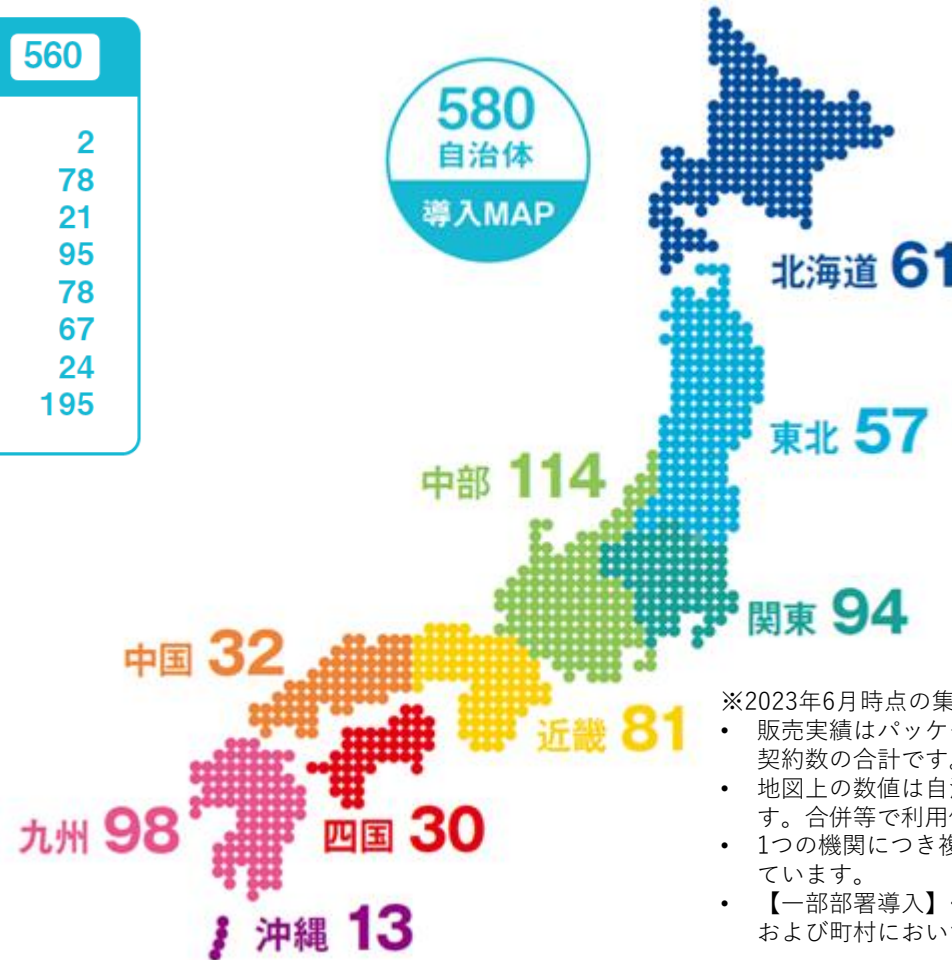 560
2
78
21
95
78
67
24
195
580
自治体
導入MAP
北海道 61
東北 57
中部 114
関東 94
中国 32
近畿 81
九州 98
四国 30
沖縄 13
※2023年6月時点の集
• 販売実績はパッケ
契約数の合計です。
• 地図上の数値は自
す。合併等で利用
• 1つの機関につき複
ています。
• 【一部部署導入】
および町村におい